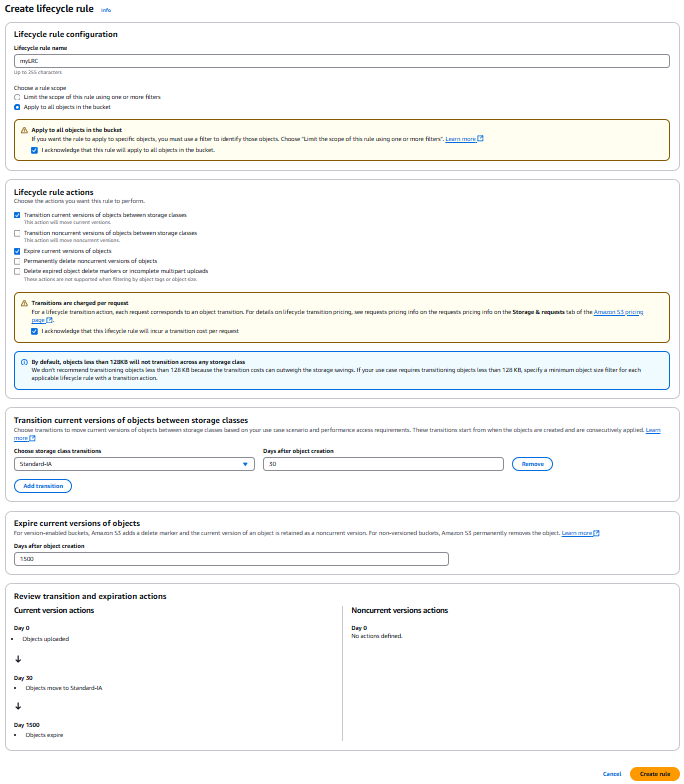 Create lifecycle rule Info
Lifecycle rule configuration
Lifecycle rule name
myLRC
Up to 255 characters
Choose a rule scope
Limit the scope of this rule using one or more filters
Apply to all objects in the bucket
Apply to all objects in the bucket
If you want the rule to apply to specific objects, you must use a filter to identify those objects. Choose "Limit the scope of this rule using one or more filters". Learn more
I acknowledge that this rule will apply to all objects in the bucket.
Lifecycle rule actions
Choose the actions you want this rule to perform.
Transition current versions of objects between storage classes
This action will move current versions.
Transition noncurrent versions of objects between storage classes
This action will move noncurrent versions.
Expire current versions of objects
Permanently delete noncurrent versions of objects
Delete expired object delete markers or incomplete multipart uploads
These actions are not supported when filtering by object tags or object size.
Transitions are charged per request
For a lifecycle transition action, each request corresponds to an object transition. For details on lifecycle transition pricing, see requests pricing info on the requests pricing info on the Storage & requests tab of the Amazon S3 pricing
page.
I acknowledge that this lifecycle rule will incur a transition cost per request
By default, objects less than 128KB will not transition across any storage class
We don't recommend transitioning objects less than 128 KB because the transition costs can outweigh the storage savings. If your use case requires transitioning objects less than 128 KB, specify a minimum object size filter for each
applicable lifecycle rule with a transition action.
Transition current versions of objects between storage classes
Choose transitions to move current versions of objects between storage classes based on your use case scenario and performance access requirements. These transitions start from when the objects are created and are consecutively applied. Learn
more
Choose storage class transitions
Days after object creation
Standard-IA
30
Remove
Add transition
Expire current versions of objects
For version-enabled buckets, Amazon S3 adds a delete marker and the current version of an object is retained as a noncurrent version. For non-versioned buckets, Amazon S3 permanently removes the object. Learn more
Days after object creation
1500
Review transition and expiration actions
Current version actions
Day 0
Objects uploaded
Day 30
Objects move to Standard-IA
Day 1500
Objects expire
Noncurrent versions actions
Day 0
No actions defined.
Cancel
Create rule